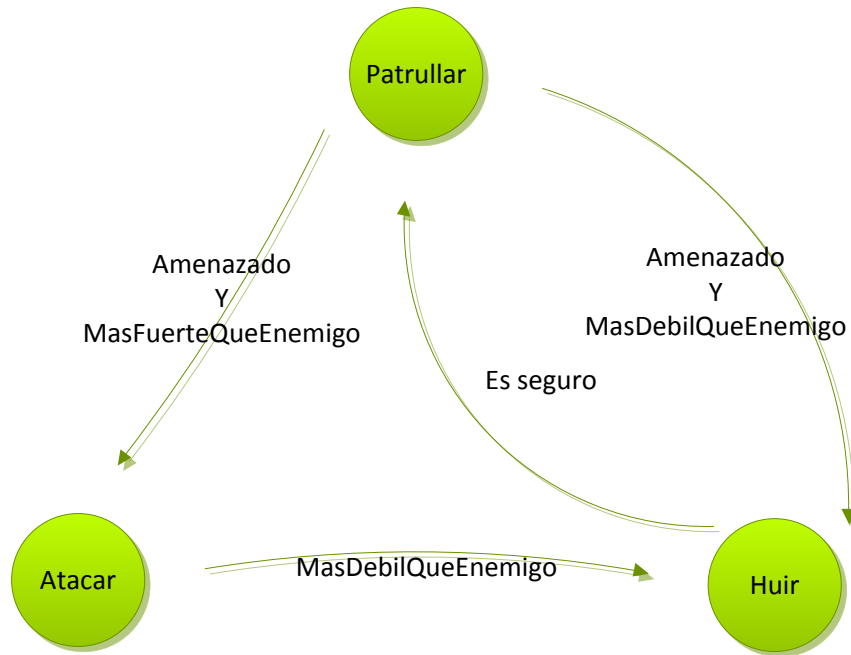 Patrullar
Amenazado
Y
MasFuerteQueEnemigo
Amenazado
Y
MasDebilQueEnemigo
Es seguro
Atacar
MasDebilQueEnemigo
Huir